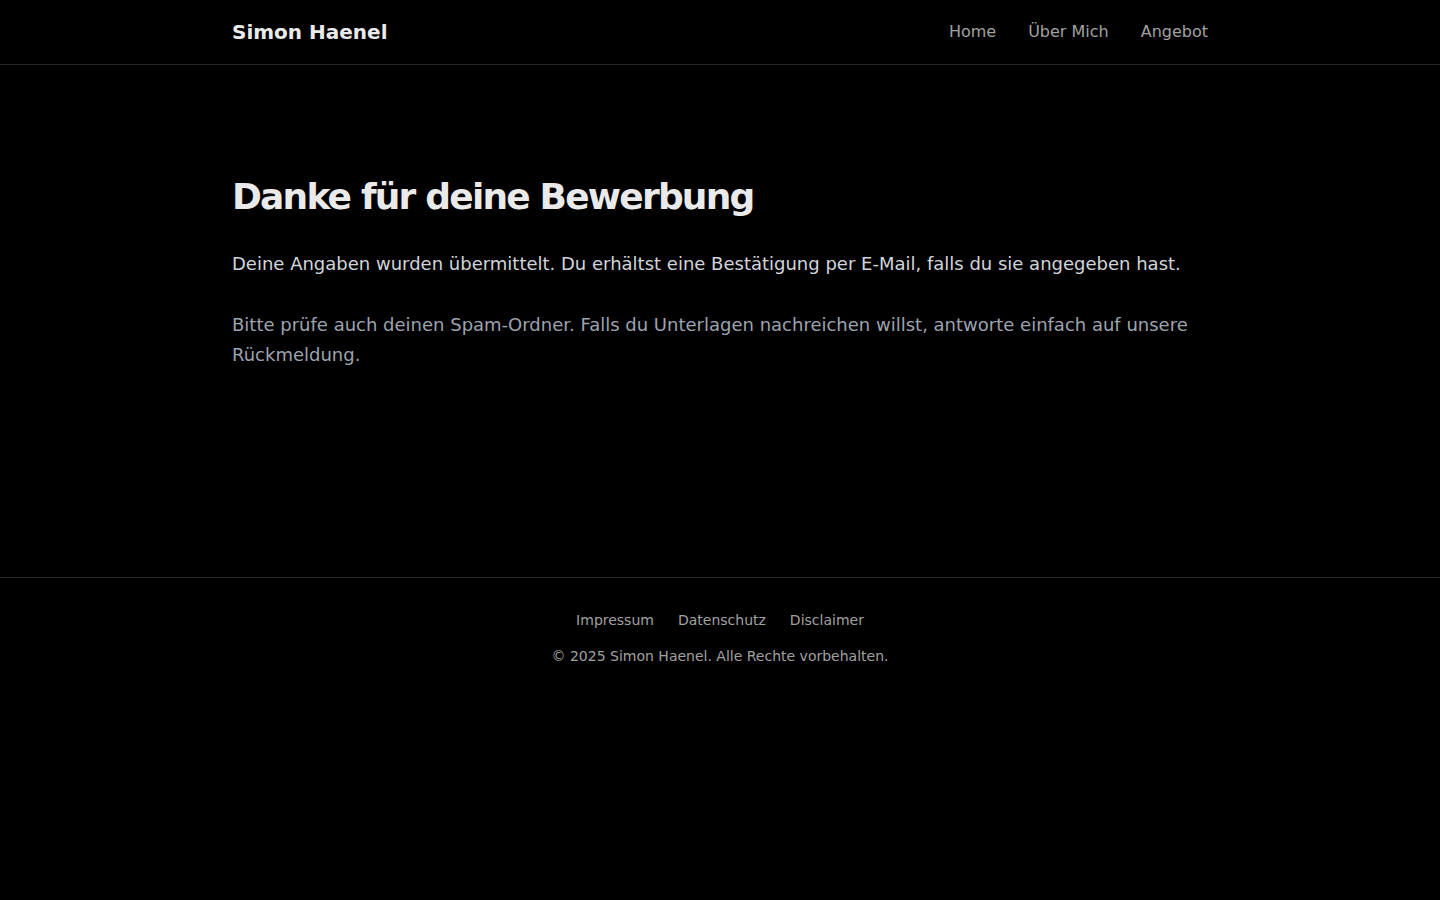 Simon Haenel
Home Über Mich Angebot
Danke für deine Bewerbung
Deine Angaben wurden übermittelt. Du erhältst eine Bestätigung per E-Mail, falls du sie angegeben hast.
Bitte prüfe auch deinen Spam-Ordner. Falls du Unterlagen nachreichen willst, antworte einfach auf unsere
Rückmeldung.
Impressum Datenschutz Disclaimer
© 2025 Simon Haenel. Alle Rechte vorbehalten.